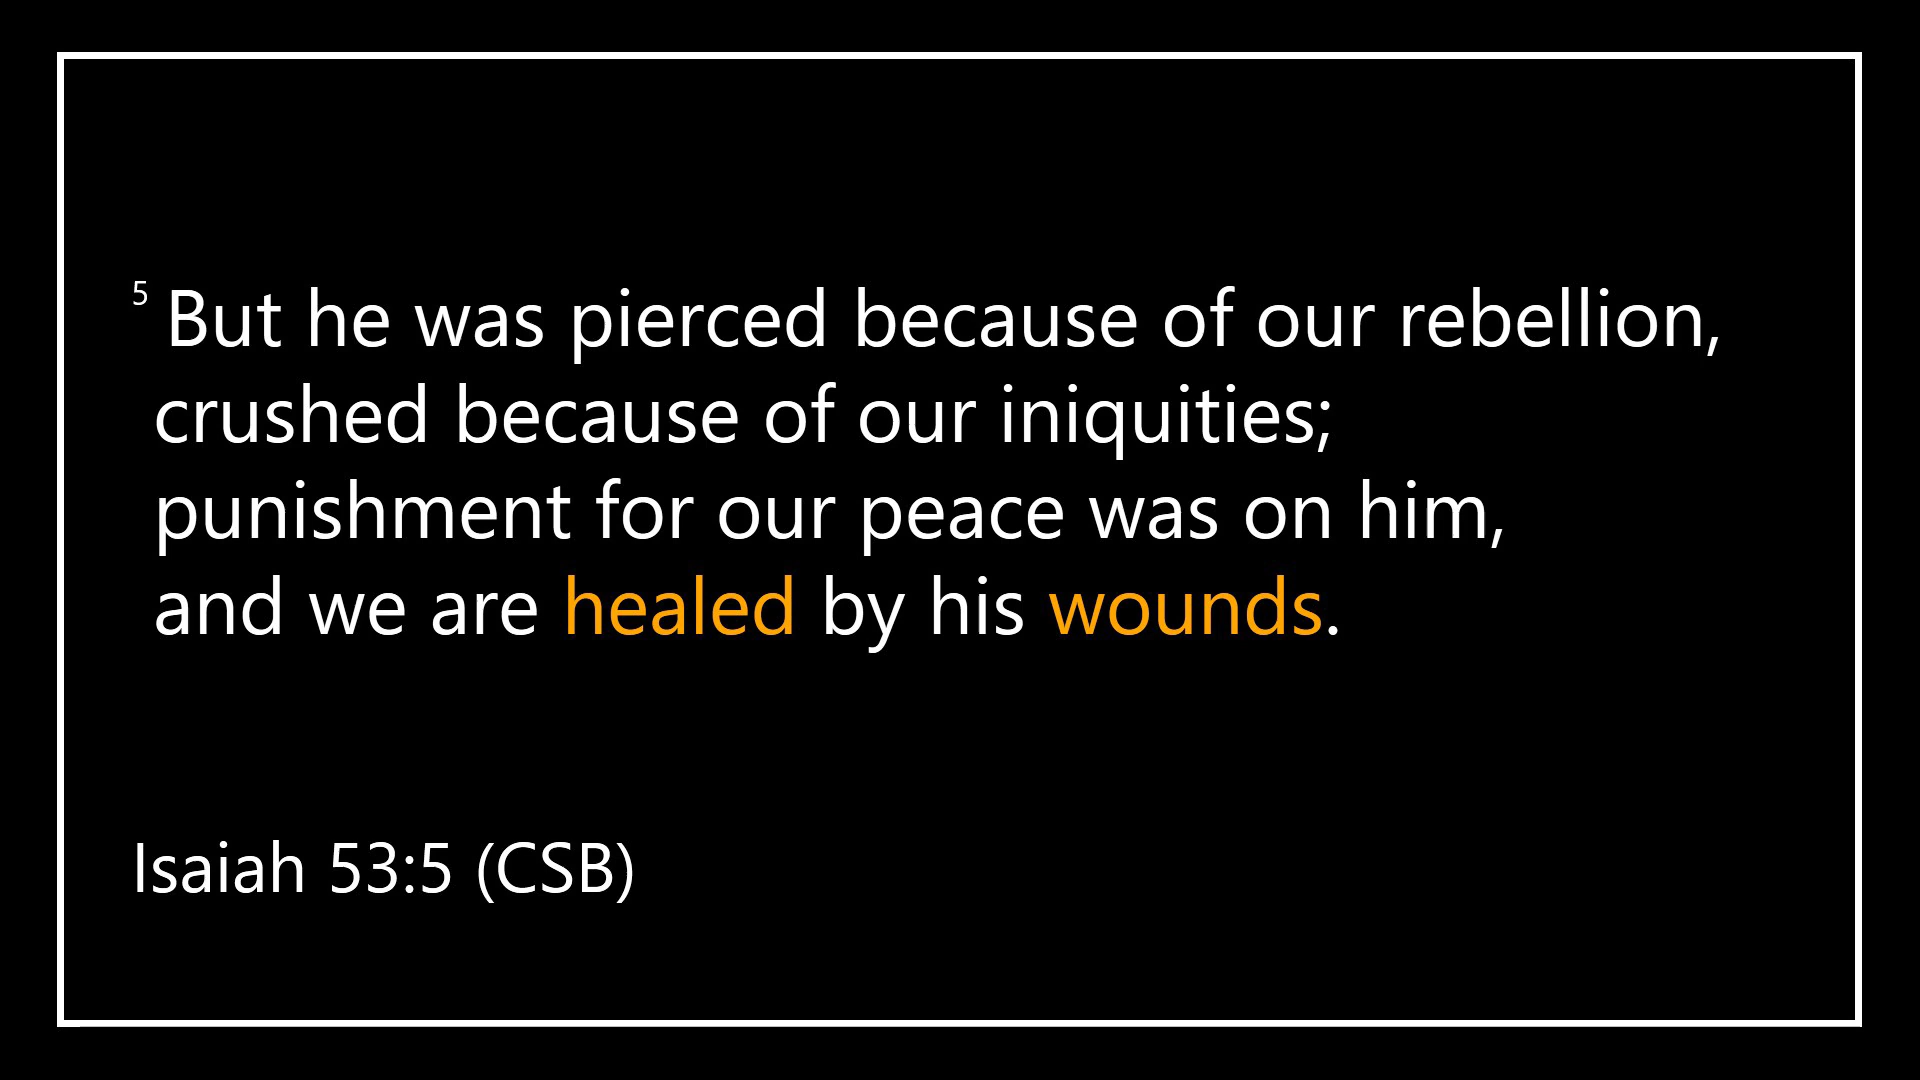 5 But he was pierced because of our rebellion,
crushed because of our iniquities;
punishment for our peace was on him,
and we are healed by his wounds.
Isaiah 53:5 (CSB)